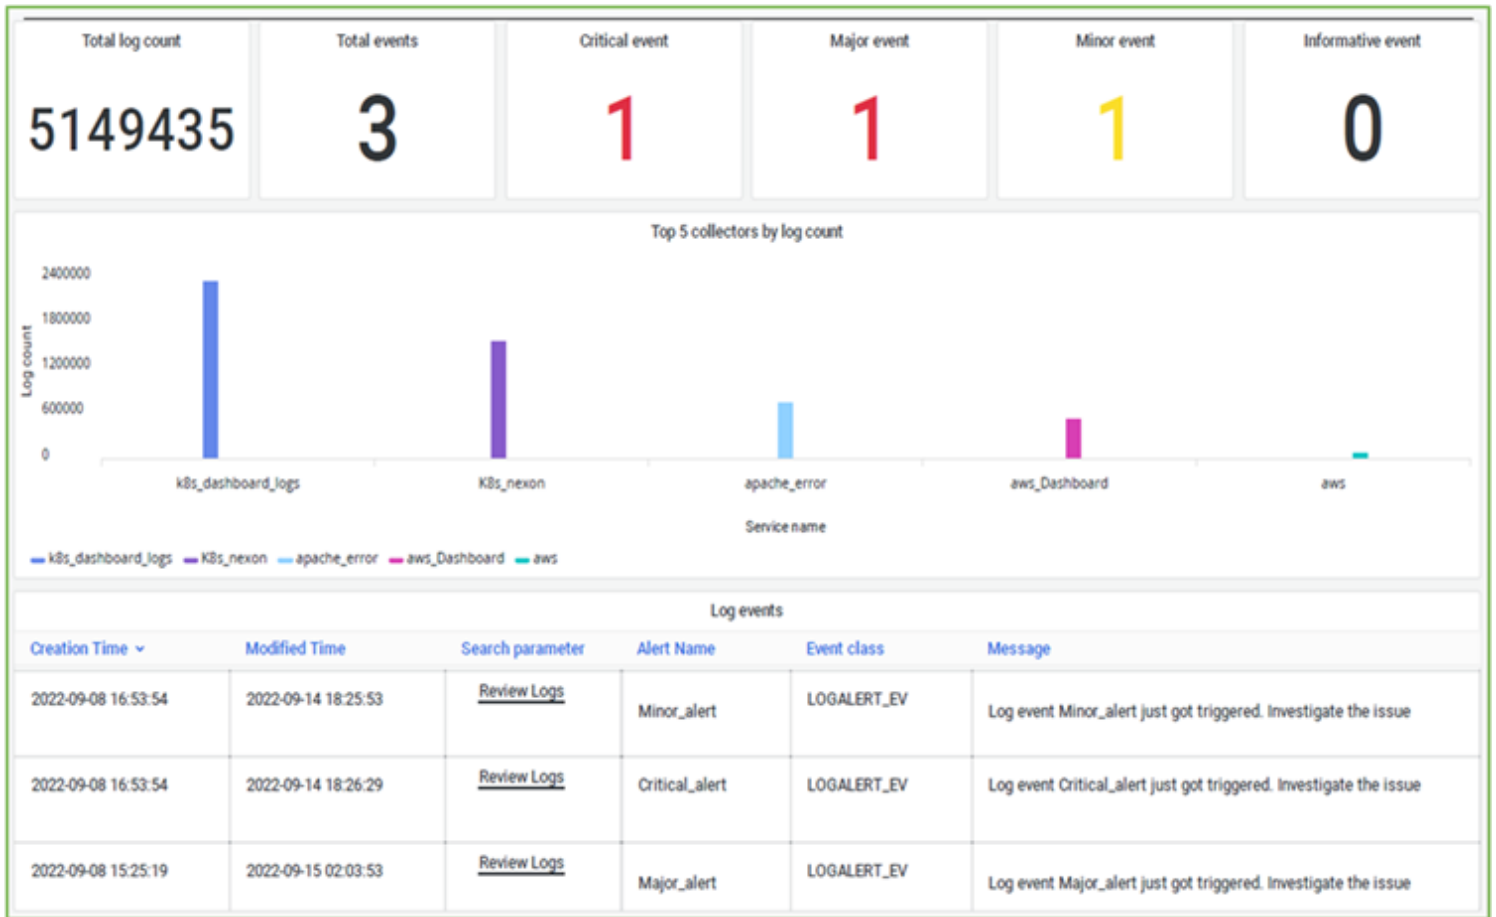 Total log count Total events Critical event Major event Minor event Informative event
5149435 3 1 1 1 0
Top 5 collectors by log count
2400000
1800000
1200000
600000
0
Log count
k8s_dashboard_logs K8s_nexon apache_error aws_Dashboard aws
Service name
k8s_dashboard_logs K8s_nexon apache_error aws_Dashboard aws
Log events
Creation Time Modified Time Search parameter Alert Name Event class Message
2022-09-08 16:53:54 2022-09-14 18:25:53 Review Logs Minor_alert LOGALERT_EV Log event Minor_alert just got triggered. Investigate the issue
2022-09-08 16:53:54 2022-09-14 18:26:29 Review Logs Critical_alert LOGALERT_EV Log event Critical_alert just got triggered. Investigate the issue
2022-09-08 15:25:19 2022-09-15 02:03:53 Review Logs Major_alert LOGALERT_EV Log event Major_alert just got triggered. Investigate the issue